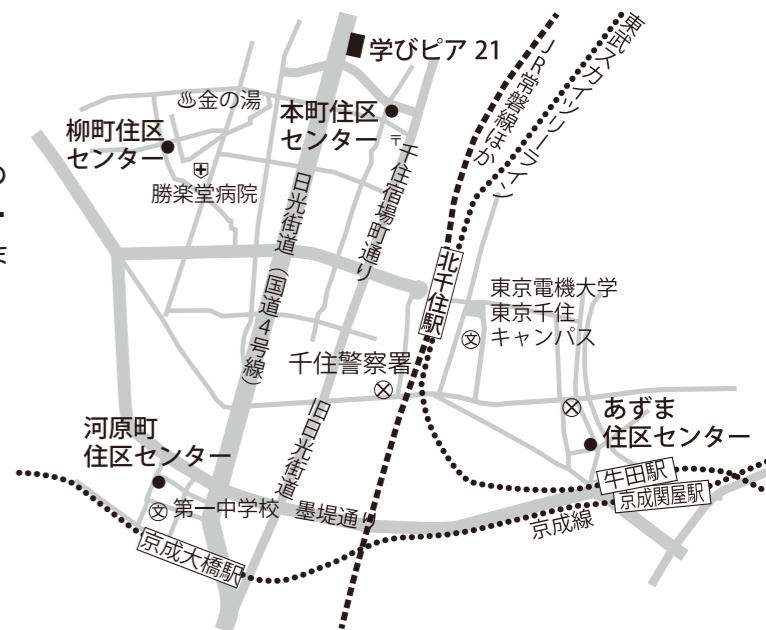 学びピア 21
金の湯
本町住区
センター
柳町住区
センター
勝楽堂病院
千住宿場町通り
日光街道（国道4号線）
JR常磐線ほか
東武スカイツリーライン
北千住駅
東京電機大学
東京千住
キャンパス
千住警察署
旧日光街道
河原町
住区センター
第一中学校
墨堤通り
京成大橋駅
京成線
あずま
住区センター
牛田駅
京成関屋駅
の
ま